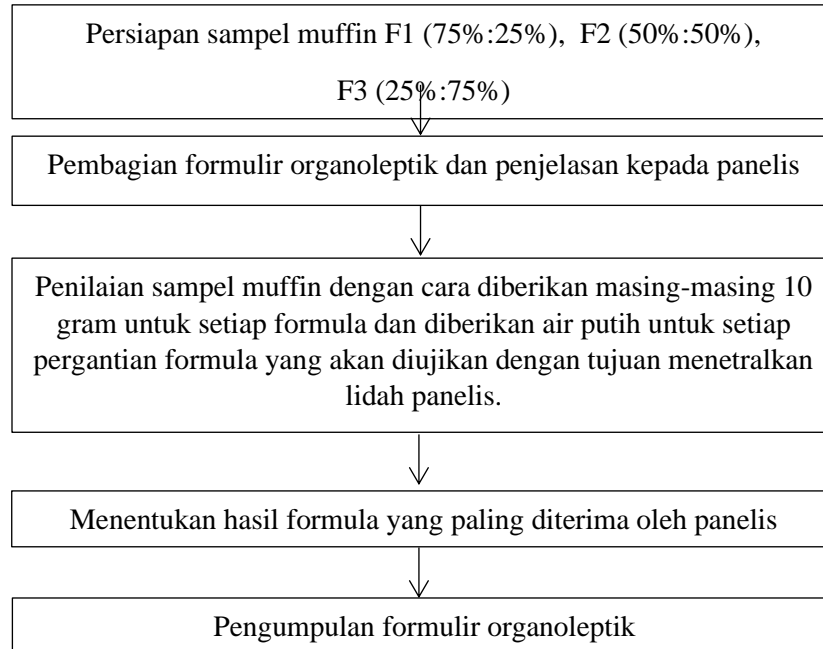 Persiapan sampel muffin F1 (75%:25%), F2 (50%:50%),
F3 (25%:75%)
Pembagian formulir organoleptik dan penjelasan kepada panelis
Penilaian sampel muffin dengan cara diberikan masing-masing 10
gram untuk setiap formula dan diberikan air putih untuk setiap
pergantian formula yang akan diujikan dengan tujuan menetralkan
lidah panelis.
Menentukan hasil formula yang paling diterima oleh panelis
Pengumpulan formulir organoleptik